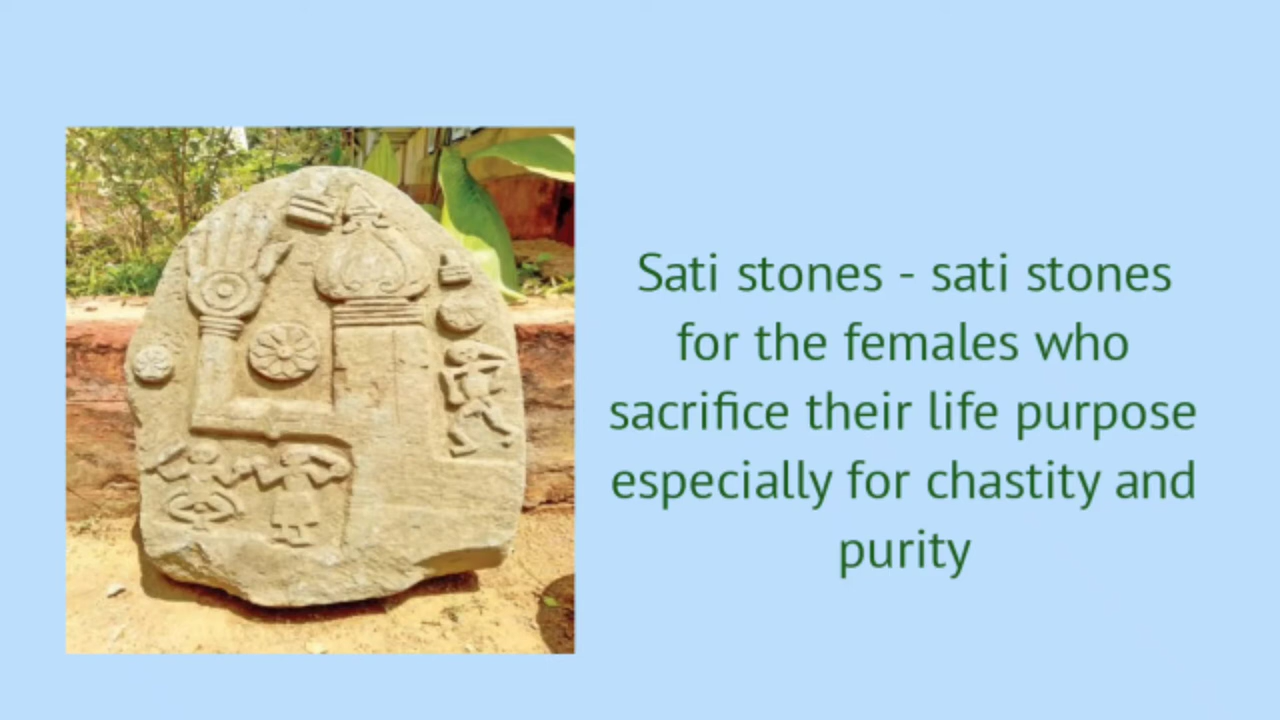 Sati stones - sati stones
for the females who
sacrifice their life purpose
especially for chastity and
purity